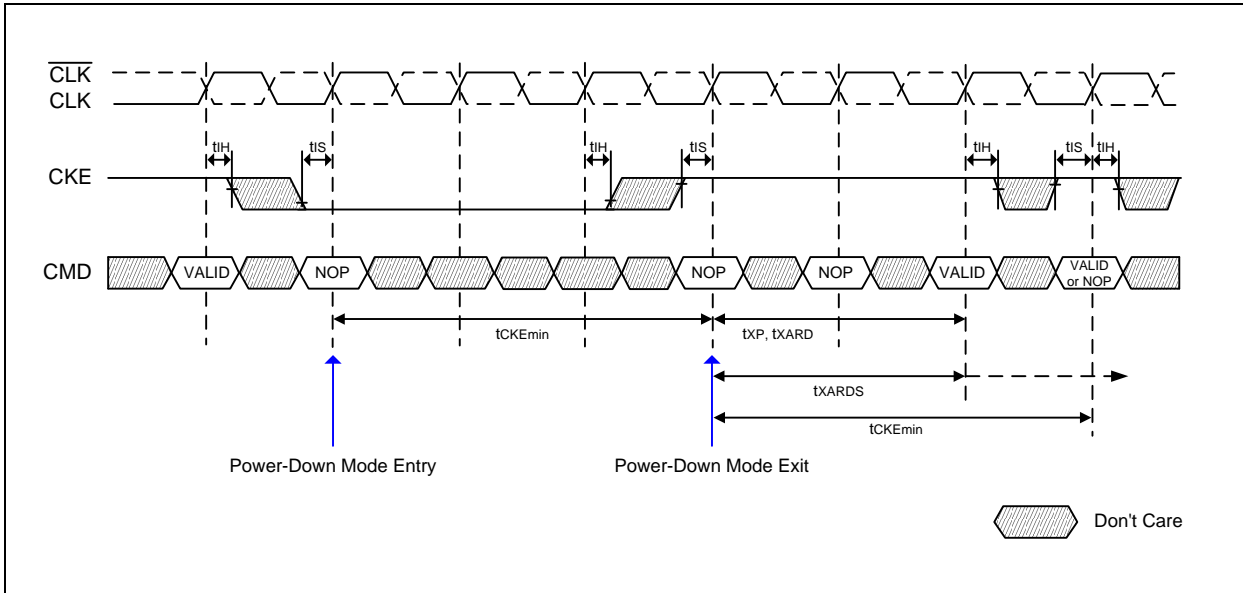 CLK
CLK
tIH
tIS
tIH
tIS
tIH
tIS
tIH
CKE
CMD
VALID
NOP
NOP
NOP
VALID
VALID
or NOP
tCKEmin
tXP, tXARD
tXARDS
tCKEmin
Power-Down Mode Entry
Power-Down Mode Exit
Don't Care